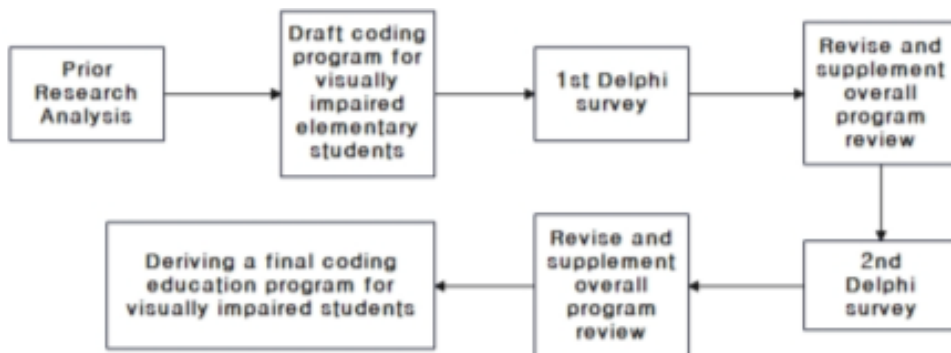 Prior
Research
Analysis
Draft coding
program for
visually
impaired
elementary
students
1st Delphi
survey
Revise and
supplement
overall
program
review
2nd
Delphi
survey
Revise and
supplement
overall
program
review
Deriving a final coding
education program for
visually impaired students